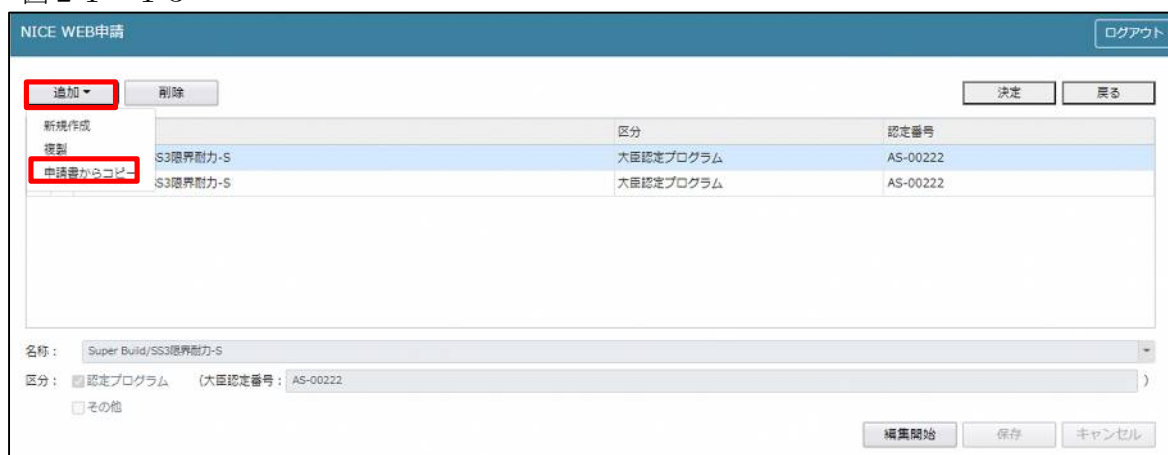 NICE WEB申請 ログアウト
追加 削除 決定 戻る
新規作成 区分 認定番号
複製
S3限界耐力-S 大臣認定プログラム AS-00222
申請書からコピー
S3限界耐力-S 大臣認定プログラム AS-00222
名称： Super Build/SS3限界耐力-S
区分： 認定プログラム （大臣認定番号： AS-00222 ）
その他
編集開始 保存 キャンセル